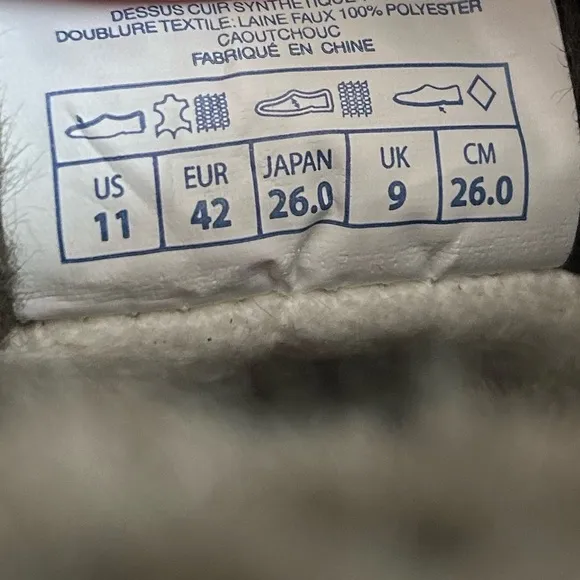 DESSUS CUIR SYNTHÉTIQUE
DOUBLURE TEXTILE: LAINE FAUX 100% POLYESTER
CAOUTCHOUC
FABRIQUÉ EN CHINE
US EUR JAPAN UK CM
11 42 26.0 9 26.0